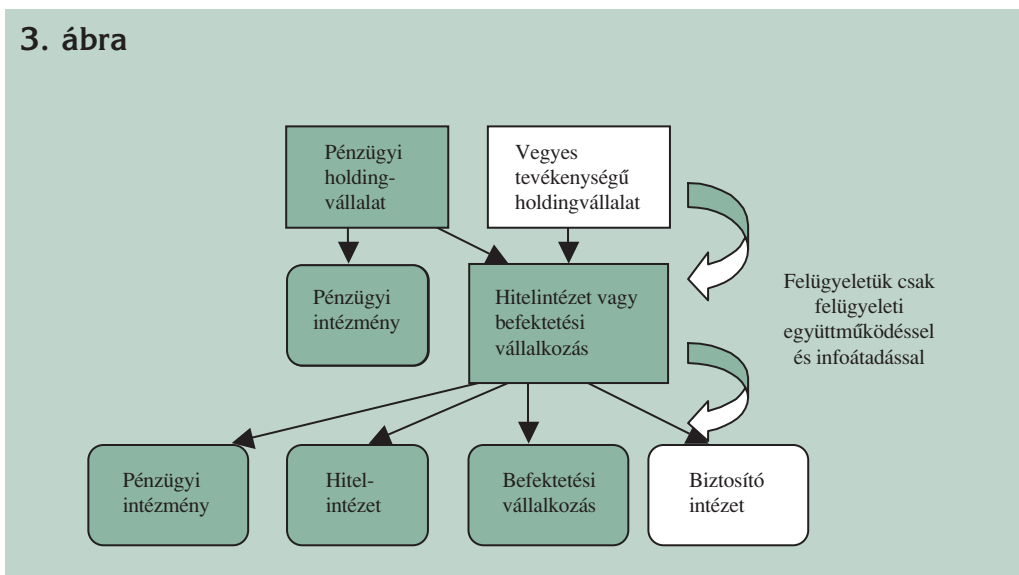 3. ábra
Pénzügyi
holding-
vállalat
Vegyes
tevékenységű
holdingvállalat
Pénzügyi
intézmény
Hitelintézet vagy
befektetési
vállalkozás
Felügyeletük csak
felügyeleti
együttműködéssel
és infoátadással
Pénzügyi
intézmény
Hitel-
intézet
Befektetési
vállalkozás
Biztosító
intézet